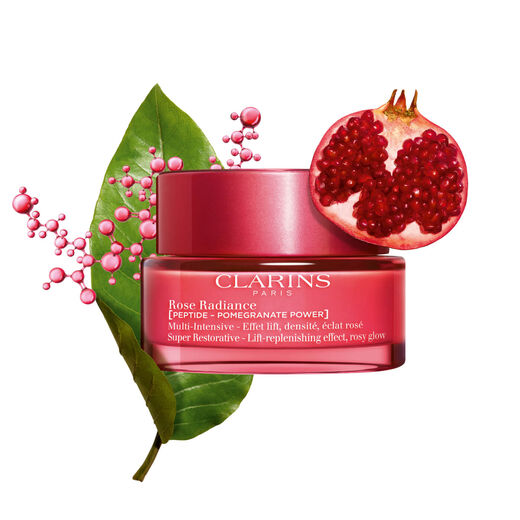 CLARINS
PARIS
Rose Radiance
[PEPTIDE - POMEGRANATE POWER]
Multi-Intensive - Effet lift, densité, éclat rosé
Super Restorative - Lift-replenishing effect, rosy glow